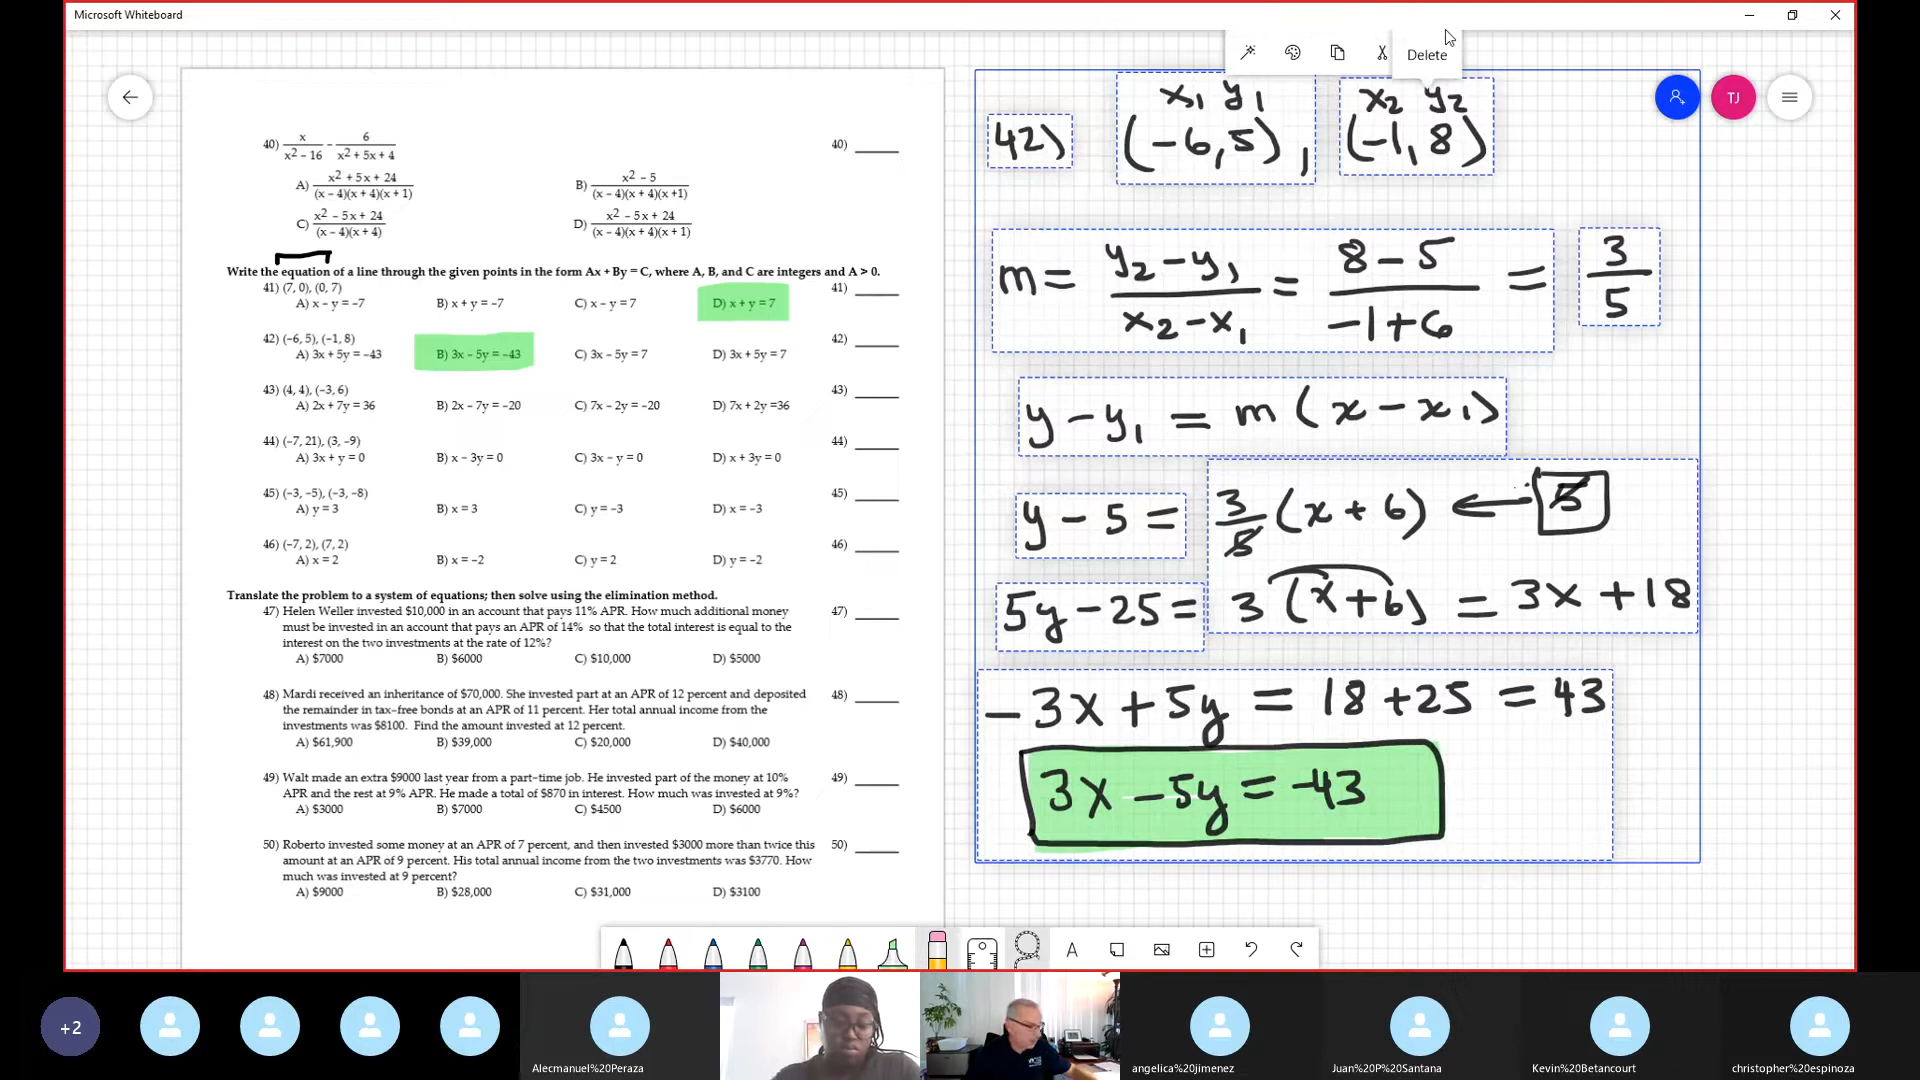 Microsoft Whiteboard
Delete
TJ
40) x/(x² – 16) – 6/(x² + 5x + 4)
40) ____
A) (x² + 5x + 24)/((x – 4)(x + 4)(x + 1))
B) (x² – 5)/((x – 4)(x + 4)(x +1))
C) (x² – 5x + 24)/((x – 4)(x + 4))
D) (x² – 5x + 24)/((x – 4)(x + 4)(x + 1))
Write the equation of a line through the given points in the form Ax + By = C, where A, B, and C are integers and A > 0.
41) (7, 0), (0, 7)
41) ____
A) x – y = –7
B) x + y = –7
C) x – y = 7
D) x + y = 7
42) (–6, 5), (–1, 8)
42) ____
A) 3x + 5y = –43
B) 3x – 5y = –43
C) 3x – 5y = 7
D) 3x + 5y = 7
43) (4, 4), (–3, 6)
43) ____
A) 2x + 7y = 36
B) 2x – 7y = –20
C) 7x – 2y = –20
D) 7x + 2y =36
44) (–7, 21), (3, –9)
44) ____
A) 3x + y = 0
B) x – 3y = 0
C) 3x – y = 0
D) x + 3y = 0
45) (–3, –5), (–3, –8)
45) ____
A) y = 3
B) x = 3
C) y = –3
D) x = –3
46) (–7, 2), (7, 2)
46) ____
A) x = 2
B) x = –2
C) y = 2
D) y = –2
Translate the problem to a system of equations; then solve using the elimination method.
47) Helen Weller invested $10,000 in an account that pays 11% APR. How much additional money
must be invested in an account that pays an APR of 14% so that the total interest is equal to the
interest on the two investments at the rate of 12%?
47) ____
A) $7000
B) $6000
C) $10,000
D) $5000
48) Mardi received an inheritance of $70,000. She invested part at an APR of 12 percent and deposited
the remainder in tax–free bonds at an APR of 11 percent. Her total annual income from the
investments was $8100. Find the amount invested at 12 percent.
48) ____
A) $61,900
B) $39,000
C) $20,000
D) $40,000
49) Walt made an extra $9000 last year from a part–time job. He invested part of the money at 10%
APR and the rest at 9% APR. He made a total of $870 in interest. How much was invested at 9%?
49) ____
A) $3000
B) $7000
C) $4500
D) $6000
50) Roberto invested some money at an APR of 7 percent, and then invested $3000 more than twice this
amount at an APR of 9 percent. His total annual income from the two investments was $3770. How
much was invested at 9 percent?
50) ____
A) $9000
B) $28,000
C) $31,000
D) $3100
x₁ y₁ x₂ y₂
42) (–6, 5), (–1, 8)
m = (y₂ – y₁)/(x₂ – x₁) = (8 – 5)/(–1 + 6) = 3/5
y – y₁ = m (x – x₁)
y – 5 = 3/5 (x + 6) ← 5
5y – 25 = 3 (x + 6) = 3x + 18
– 3x + 5y = 18 + 25 = 43
3x – 5y = –43
A
+2
Alecmanuel%20Peraza
angelica%20jimenez
Juan%20P%20Santana
Kevin%20Betancourt
christopher%20espinoza